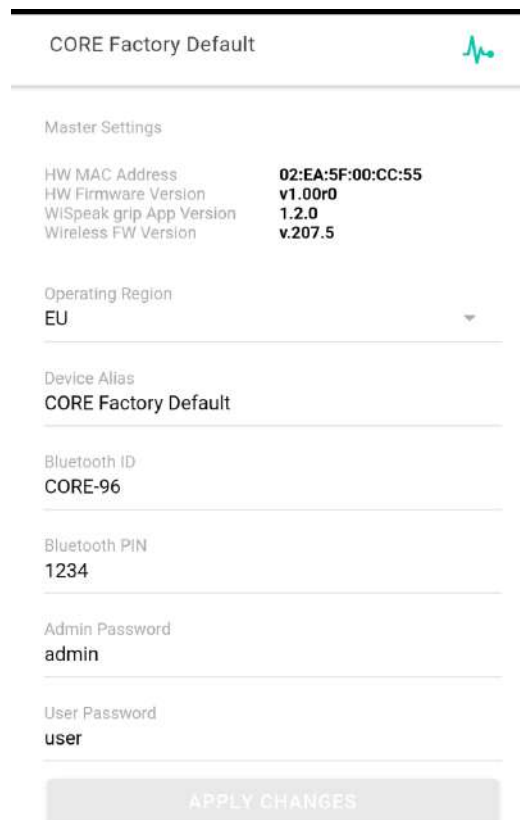 CORE Factory Default
Master Settings
HW MAC Address 02:EA:5F:00:CC:55
HW Firmware Version v1.00r0
WiSpeak grip App Version 1.2.0
Wireless FW Version v.207.5
Operating Region
EU
Device Alias
CORE Factory Default
Bluetooth ID
CORE-96
Bluetooth PIN
1234
Admin Password
admin
User Password
user
APPLY CHANGES